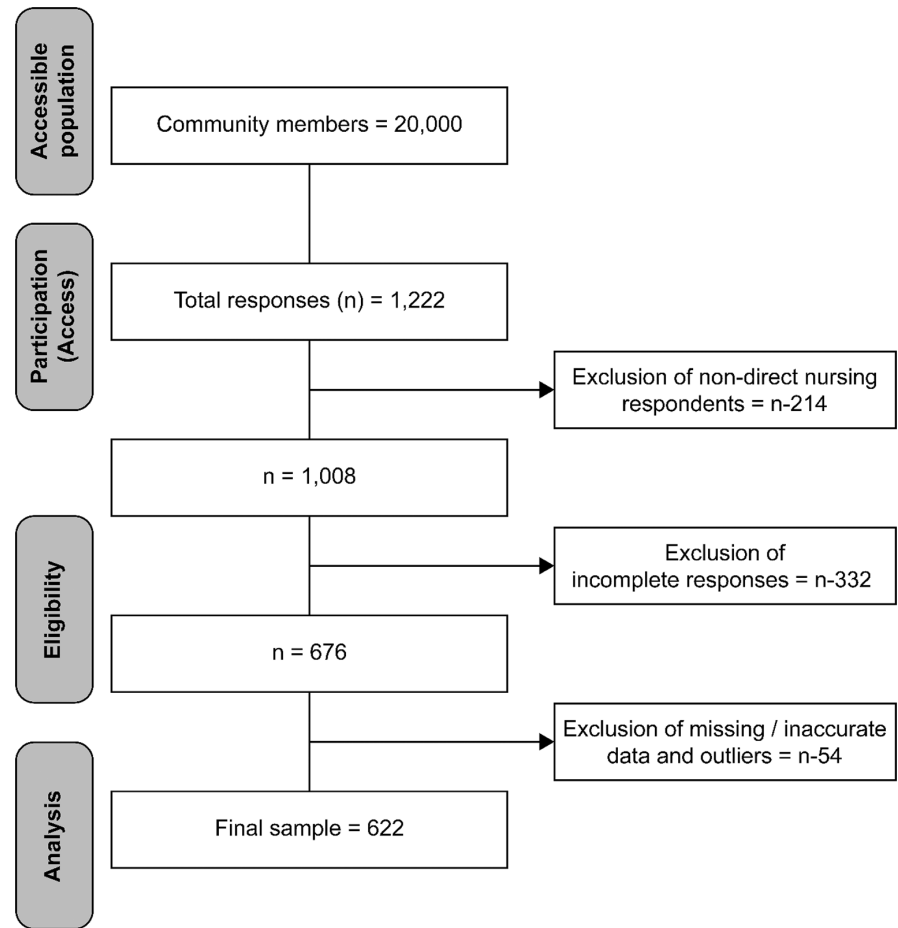 Accessible
population
Community members = 20,000
Participation
(Access)
Total responses (n) = 1,222
Exclusion of non-direct nursing
respondents = n-214
n = 1,008
Eligibility
Exclusion of
incomplete responses = n-332
n = 676
Exclusion of missing / inaccurate
data and outliers = n-54
Analysis
Final sample = 622